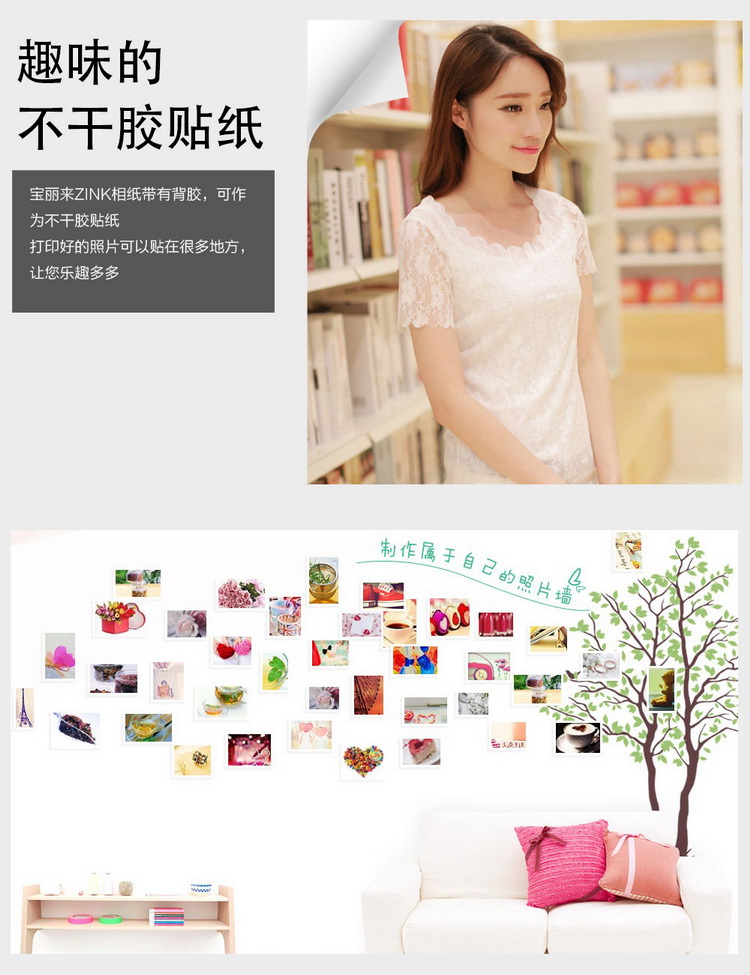 趣味的
不干胶贴纸
宝丽来ZINK相纸带有背胶，可作
为不干胶贴纸
打印好的照片可以贴在很多地方，
让您乐趣多多
制作属于自己的照片墙
LOVE